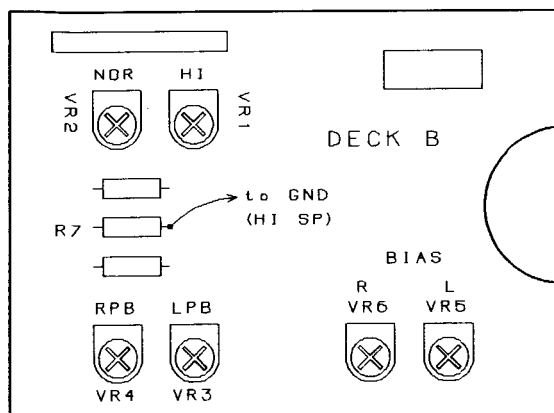 NOR HI
VR2
VR1
DECK B
to GND
(HI SP)
R7
BIAS
R L
VR6 VR5
RPB LPB
VR4 VR3